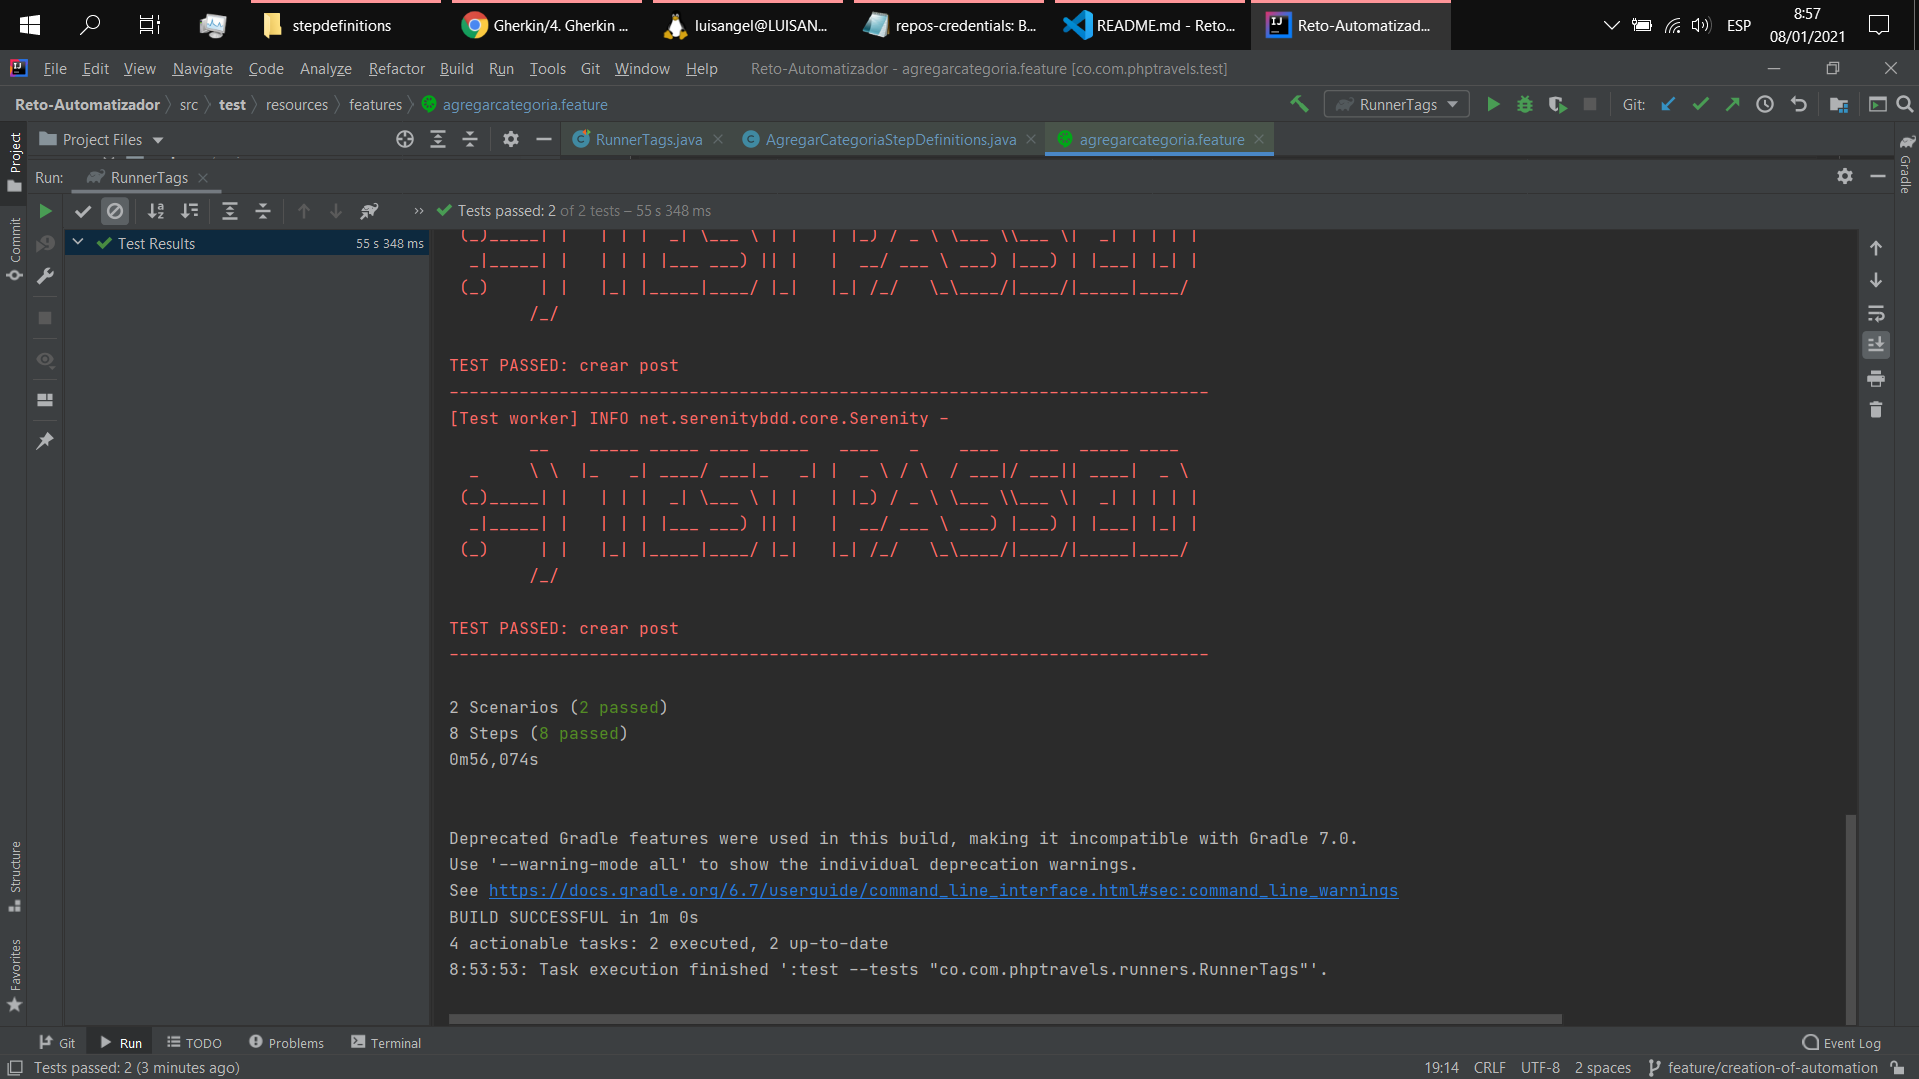 stepdefinitions
Gherkin/4. Gherkin ...
luisangel@LUISAN...
repos-credentials: B...
README.md - Reto...
Reto-Automatizad...
ESP
8:57
08/01/2021
File Edit View Navigate Code Analyze Refactor Build Run Tools Git Window Help
Reto-Automatizador - agregarcategoria.feature [co.com.phptravels.test]
Reto-Automatizador src test resources features agregarcategoria.feature
RunnerTags
Git:
Project
Project Files
RunnerTags.java
AgregarCategoriaStepDefinitions.java
agregarcategoria.feature
Gradle
Run: RunnerTags
Commit
Tests passed: 2 of 2 tests – 55 s 348 ms
Test Results 55 s 348 ms
TEST PASSED
TEST PASSED: crear post
----------------------------------------------------------------------------
[Test worker] INFO net.serenitybdd.core.Serenity -
TEST PASSED
TEST PASSED: crear post
----------------------------------------------------------------------------
2 Scenarios (2 passed)
8 Steps (8 passed)
0m56,074s
Deprecated Gradle features were used in this build, making it incompatible with Gradle 7.0.
Use '--warning-mode all' to show the individual deprecation warnings.
See https://docs.gradle.org/6.7/userguide/command_line_interface.html#sec:command_line_warnings
BUILD SUCCESSFUL in 1m 0s
4 actionable tasks: 2 executed, 2 up-to-date
8:53:53: Task execution finished ':test --tests "co.com.phptravels.runners.RunnerTags"'.
Structure
Favorites
Git Run TODO Problems Terminal
Event Log
Tests passed: 2 (3 minutes ago)
19:14 CRLF UTF-8 2 spaces feature/creation-of-automation